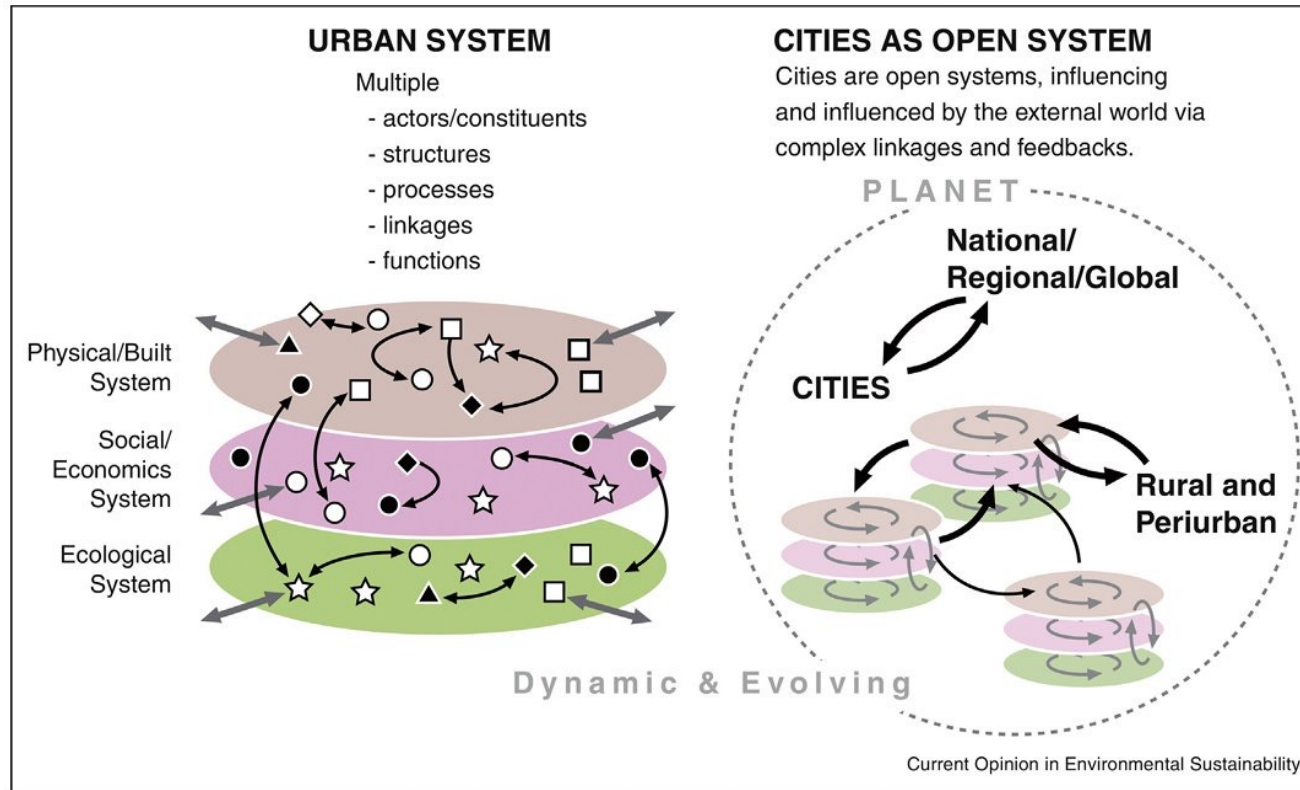 URBAN SYSTEM
Multiple
- actors/constituents
- structures
- processes
- linkages
- functions
Physical/Built
System
Social/
Economics
System
Ecological
System
CITIES AS OPEN SYSTEM
Cities are open systems, influencing
and influenced by the external world via
complex linkages and feedbacks.
PLANET
National/
Regional/Global
CITIES
Rural and
Periurban
Dynamic & Evolving
Current Opinion in Environmental Sustainability